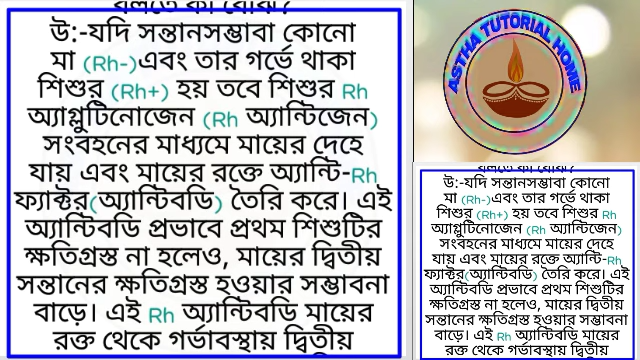 বলতে কী বোঝ?
উ:-যদি সন্তানসম্ভাবা কোনো
মা (Rh-)এবং তার গর্ভে থাকা
শিশুর (Rh+) হয় তবে শিশুর Rh
অ্যাগ্লুটিনোজেন (Rh অ্যান্টিজেন)
সংবহনের মাধ্যমে মায়ের দেহে
যায় এবং মায়ের রক্তে অ্যান্টি-Rh
ফ্যাক্টর(অ্যান্টিবডি) তৈরি করে। এই
অ্যান্টিবডি প্রভাবে প্রথম শিশুটির
ক্ষতিগ্রস্ত না হলেও, মায়ের দ্বিতীয়
সন্তানের ক্ষতিগ্রস্ত হওয়ার সম্ভাবনা
বাড়ে। এই Rh অ্যান্টিবডি মায়ের
রক্ত থেকে গর্ভাবস্থায় দ্বিতীয়
ASTHA TUTORIAL HOME
বলতে কী বোঝ?
উ:-যদি সন্তানসম্ভাবা কোনো
মা (Rh-)এবং তার গর্ভে থাকা
শিশুর (Rh+) হয় তবে শিশুর Rh
অ্যাগ্লুটিনোজেন (Rh অ্যান্টিজেন)
সংবহনের মাধ্যমে মায়ের দেহে
যায় এবং মায়ের রক্তে অ্যান্টি-Rh
ফ্যাক্টর(অ্যান্টিবডি) তৈরি করে। এই
অ্যান্টিবডি প্রভাবে প্রথম শিশুটির
ক্ষতিগ্রস্ত না হলেও, মায়ের দ্বিতীয়
সন্তানের ক্ষতিগ্রস্ত হওয়ার সম্ভাবনা
বাড়ে। এই Rh অ্যান্টিবডি মায়ের
রক্ত থেকে গর্ভাবস্থায় দ্বিতীয়